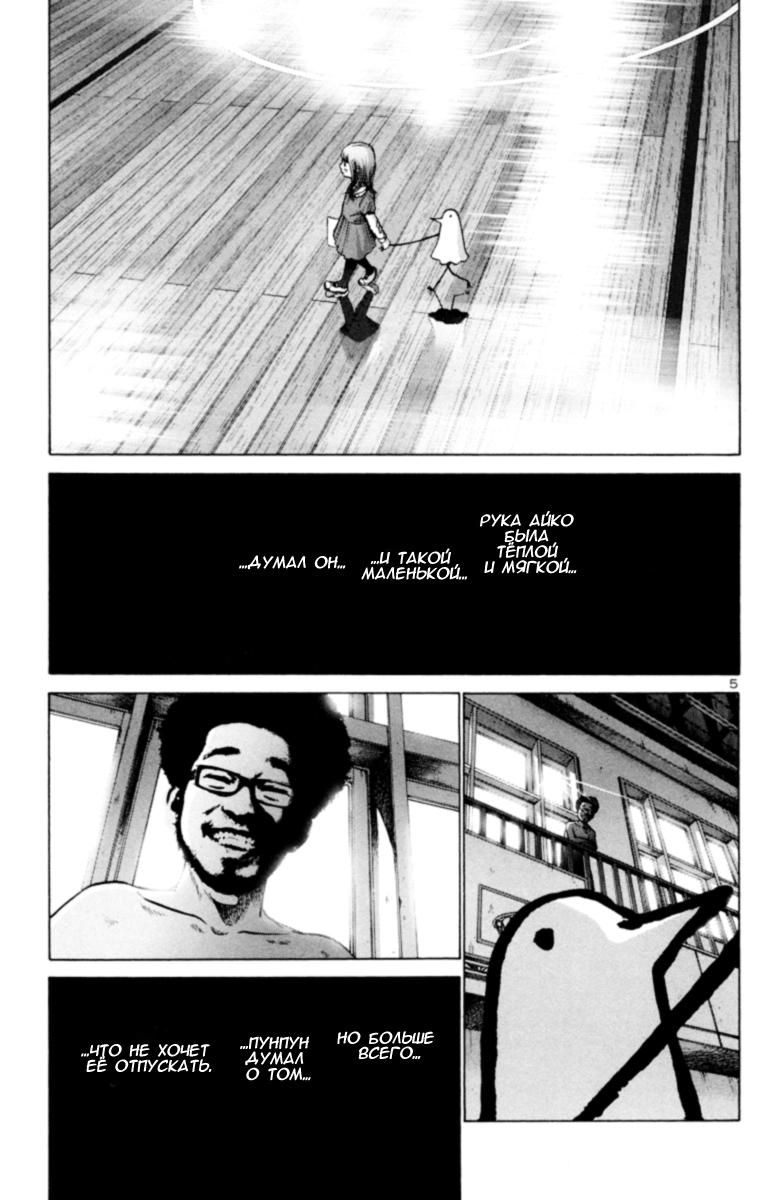 РУКА АЙКО
БЫЛА
ТЁПЛОЙ
И МЯГКОЙ...
...И ТАКОЙ
МАЛЕНЬКОЙ...
...ДУМАЛ ОН...
5
НО БОЛЬШЕ
ВСЕГО...
...ПУНПУН
ДУМАЛ
О ТОМ...
...ЧТО НЕ ХОЧЕТ
ЕЁ ОТПУСКАТЬ.